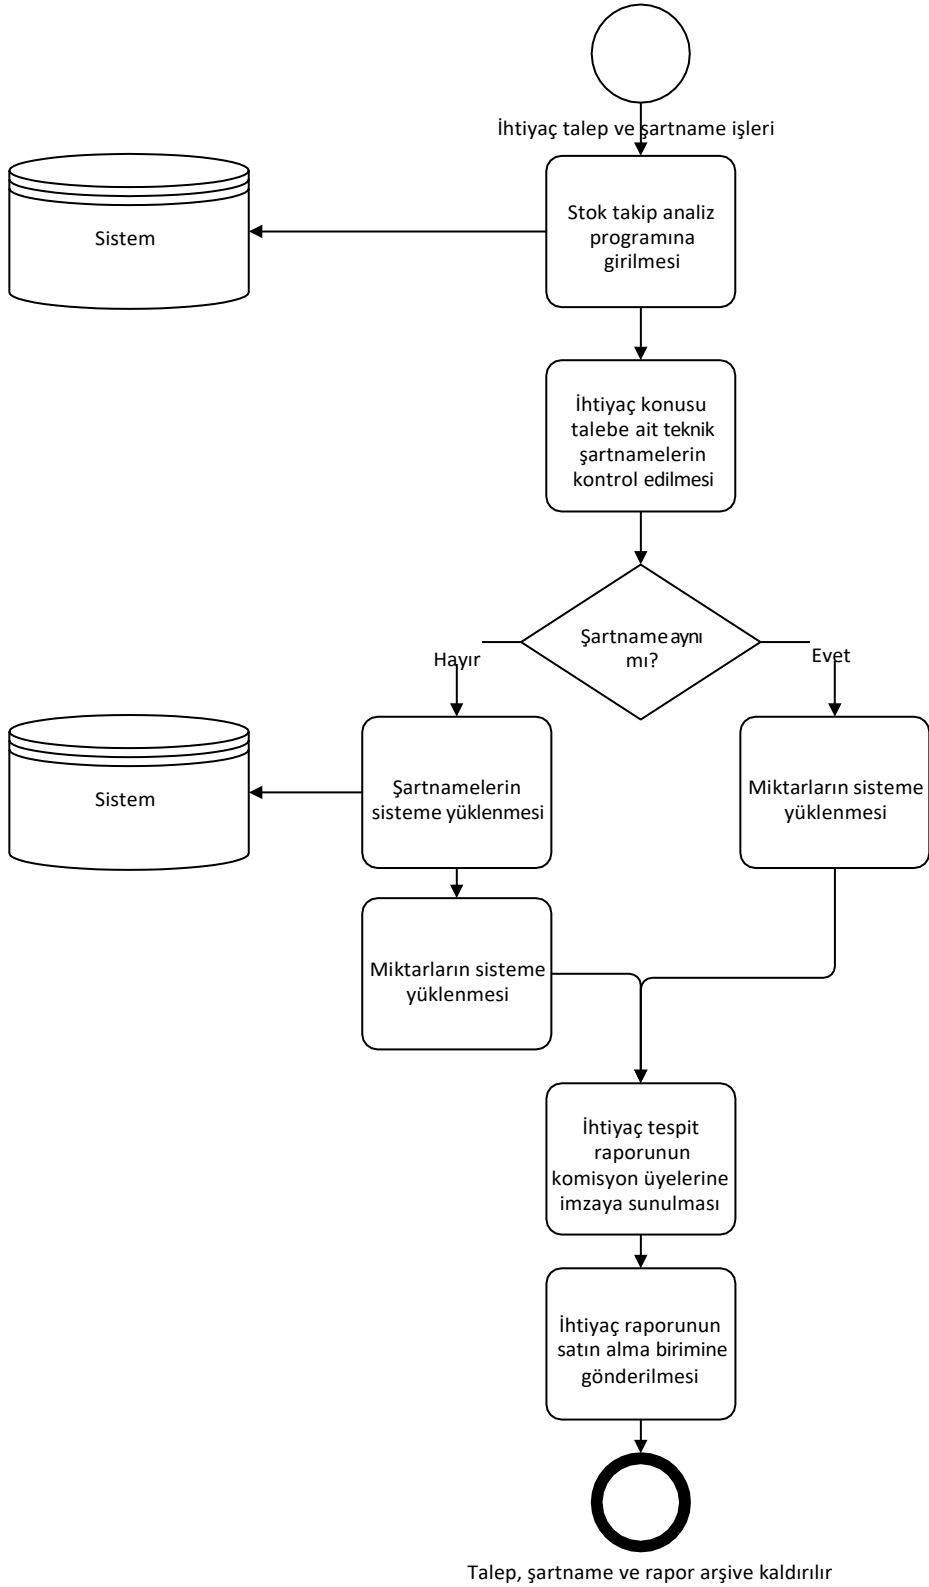 İhtiyaç talep ve şartname işleri
Stok takip analiz
programına
girilmesi
Sistem
İhtiyaç konusu
talebe ait teknik
şartnamelerin
kontrol edilmesi
Şartname aynı
mı?
Hayır
Evet
Sistem
Şartnamelerin
sisteme yüklenmesi
Miktarların sisteme
yüklenmesi
Miktarların sisteme
yüklenmesi
İhtiyaç tespit
raporunun
komisyon üyelerine
imzaya sunulması
İhtiyaç raporunun
satın alma birimine
gönderilmesi
Talep, şartname ve rapor arşive kaldırılır